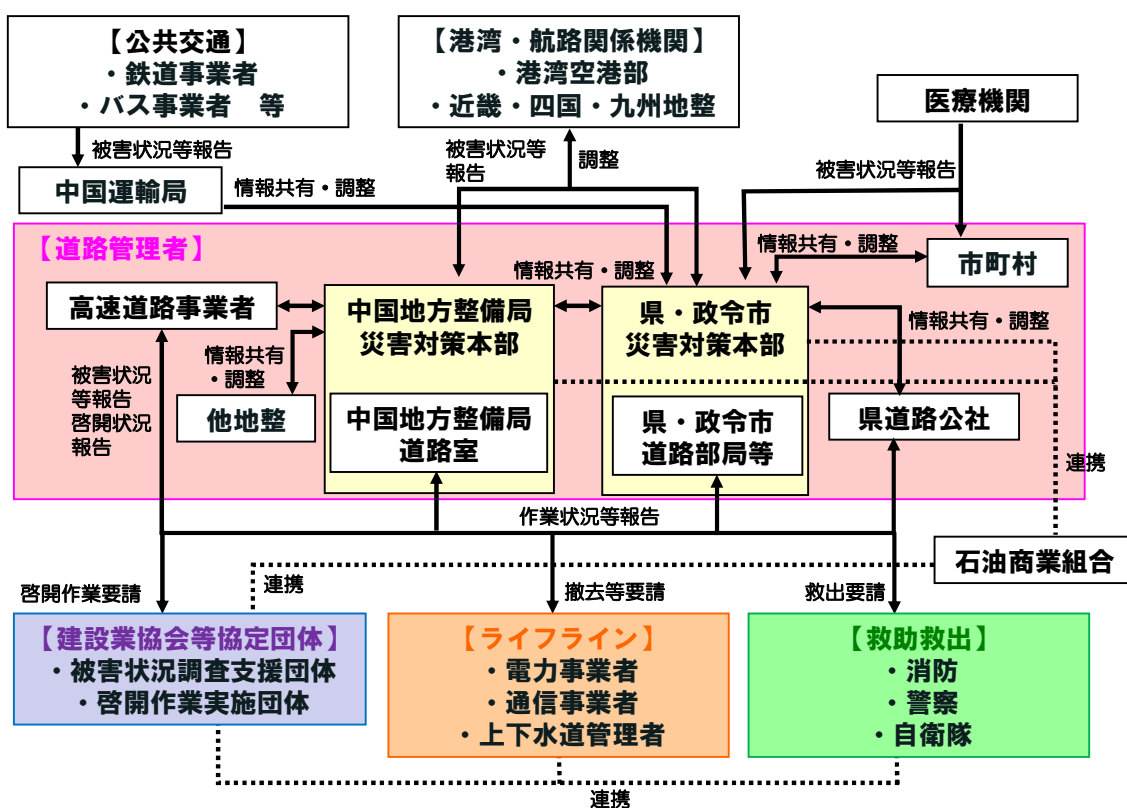 【公共交通】
・鉄道事業者
・バス事業者　等
【港湾・航路関係機関】
・港湾空港部
・近畿・四国・九州地整
医療機関
被害状況等報告
被害状況等
報告
調整
被害状況等報告
中国運輸局
情報共有・調整
【道路管理者】
情報共有・調整
市町村
情報共有・調整
高速道路事業者
中国地方整備局
災害対策本部
県・政令市
災害対策本部
情報共有・調整
情報共有
・調整
被害状況
等報告
啓開状況
報告
他地整
中国地方整備局
道路室
県・政令市
道路部局等
県道路公社
連携
作業状況等報告
石油商業組合
連携
啓開作業要請
撤去等要請
救出要請
【建設業協会等協定団体】
・被害状況調査支援団体
・啓開作業実施団体
【ライフライン】
・電力事業者
・通信事業者
・上下水道管理者
【救助救出】
・消防
・警察
・自衛隊
連携